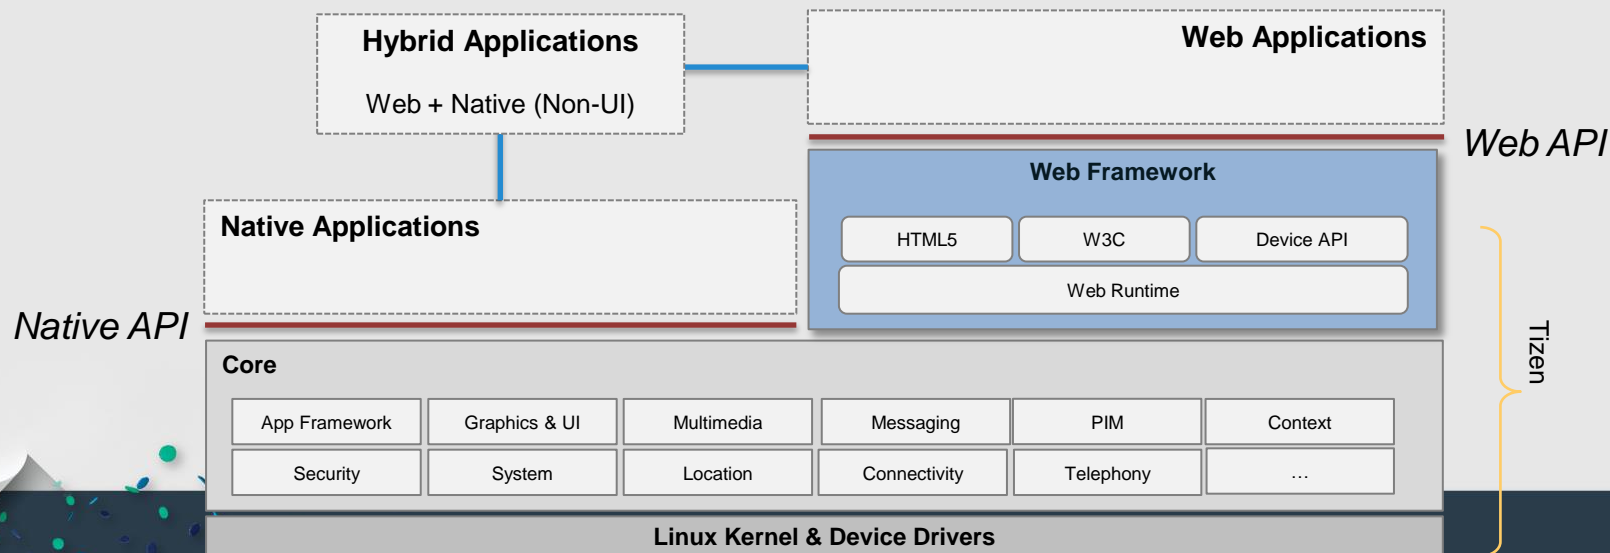 Hybrid Applications
Web + Native (Non-UI)
Web Applications
Web API
Web Framework
HTML5
W3C
Device API
Web Runtime
Native Applications
Native API
Tizen
Core
App Framework
Graphics & UI
Multimedia
Messaging
PIM
Context
Security
System
Location
Connectivity
Telephony
…
Linux Kernel & Device Drivers